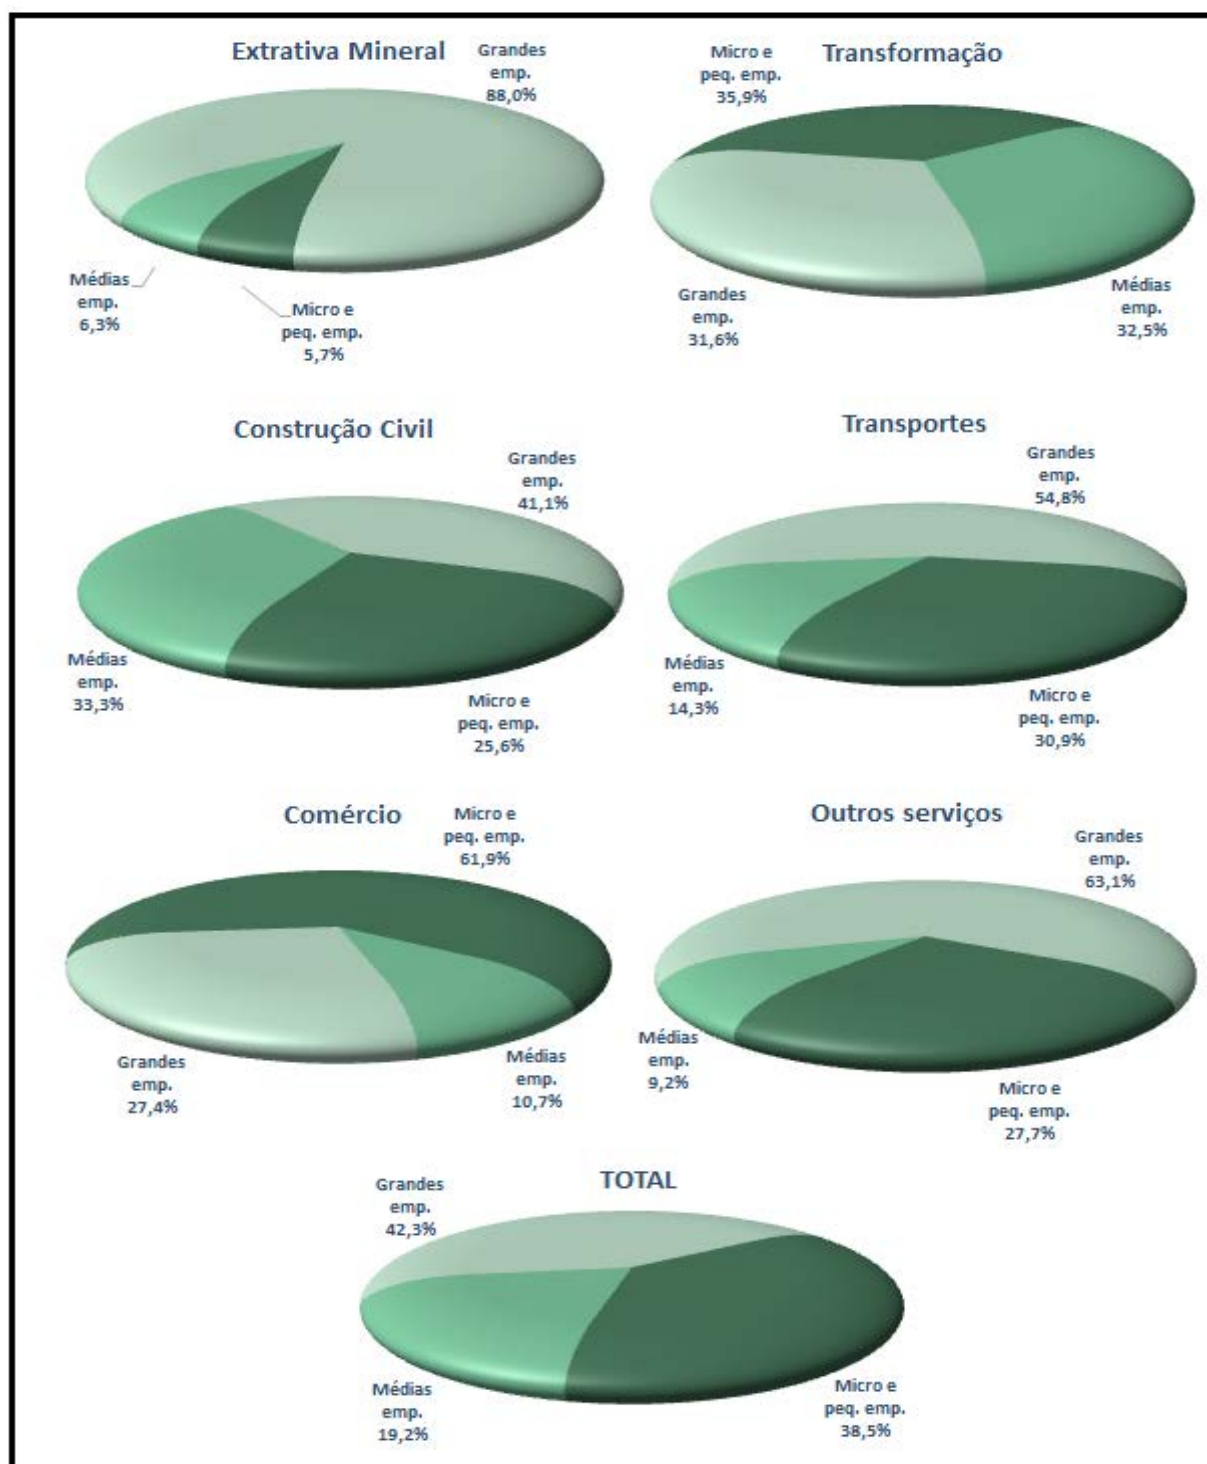 Extrativa Mineral
Grandes
emp.
88,0%
Médias
emp.
6,3%
Micro e
peq. emp.
5,7%
Transformação
Micro e
peq. emp.
35,9%
Grandes
emp.
31,6%
Médias
emp.
32,5%
Construção Civil
Grandes
emp.
41,1%
Médias
emp.
33,3%
Micro e
peq. emp.
25,6%
Transportes
Grandes
emp.
54,8%
Médias
emp.
14,3%
Micro e
peq. emp.
30,9%
Comércio
Micro e
peq. emp.
61,9%
Grandes
emp.
27,4%
Médias
emp.
10,7%
Outros serviços
Grandes
emp.
63,1%
Médias
emp.
9,2%
Micro e
peq. emp.
27,7%
TOTAL
Grandes
emp.
42,3%
Médias
emp.
19,2%
Micro e
peq. emp.
38,5%